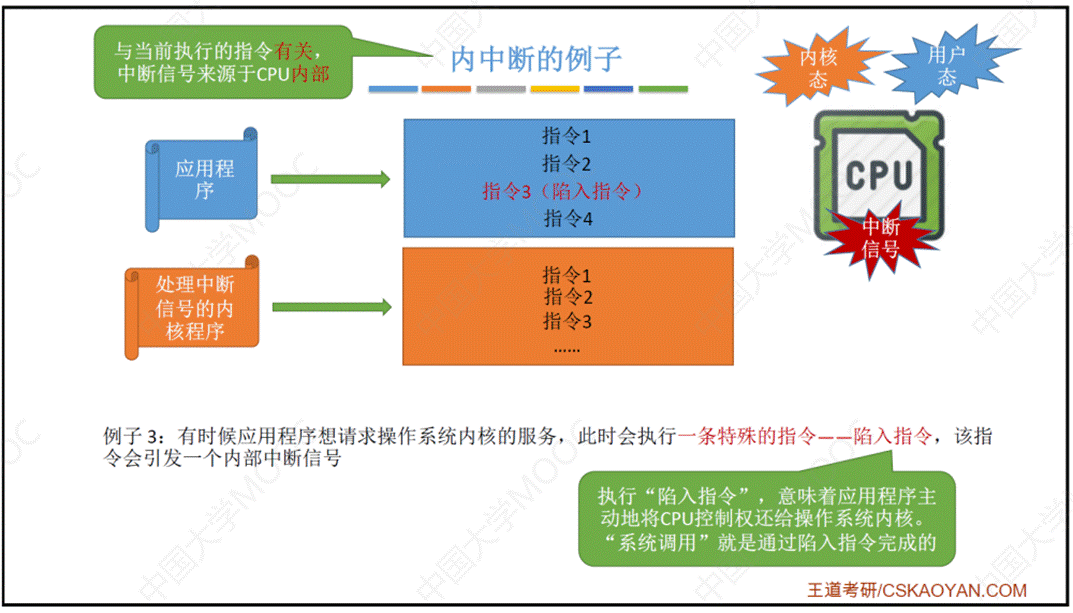 与当前执行的指令有关，
中断信号来源于CPU内部
内中断的例子
内核
态
用户
态
CPU
中断
信号
应用程
序
指令1
指令2
指令3（陷入指令）
指令4
处理中断
信号的内
核程序
指令1
指令2
指令3
……
例子 3：有时候应用程序想请求操作系统内核的服务，此时会执行一条特殊的指令——陷入指令，该指
令会引发一个内部中断信号
执行“陷入指令”，意味着应用程序主
动地将CPU控制权还给操作系统内核。
“系统调用”就是通过陷入指令完成的
王道考研/CSKAOYAN.COM
中国大学MOOC